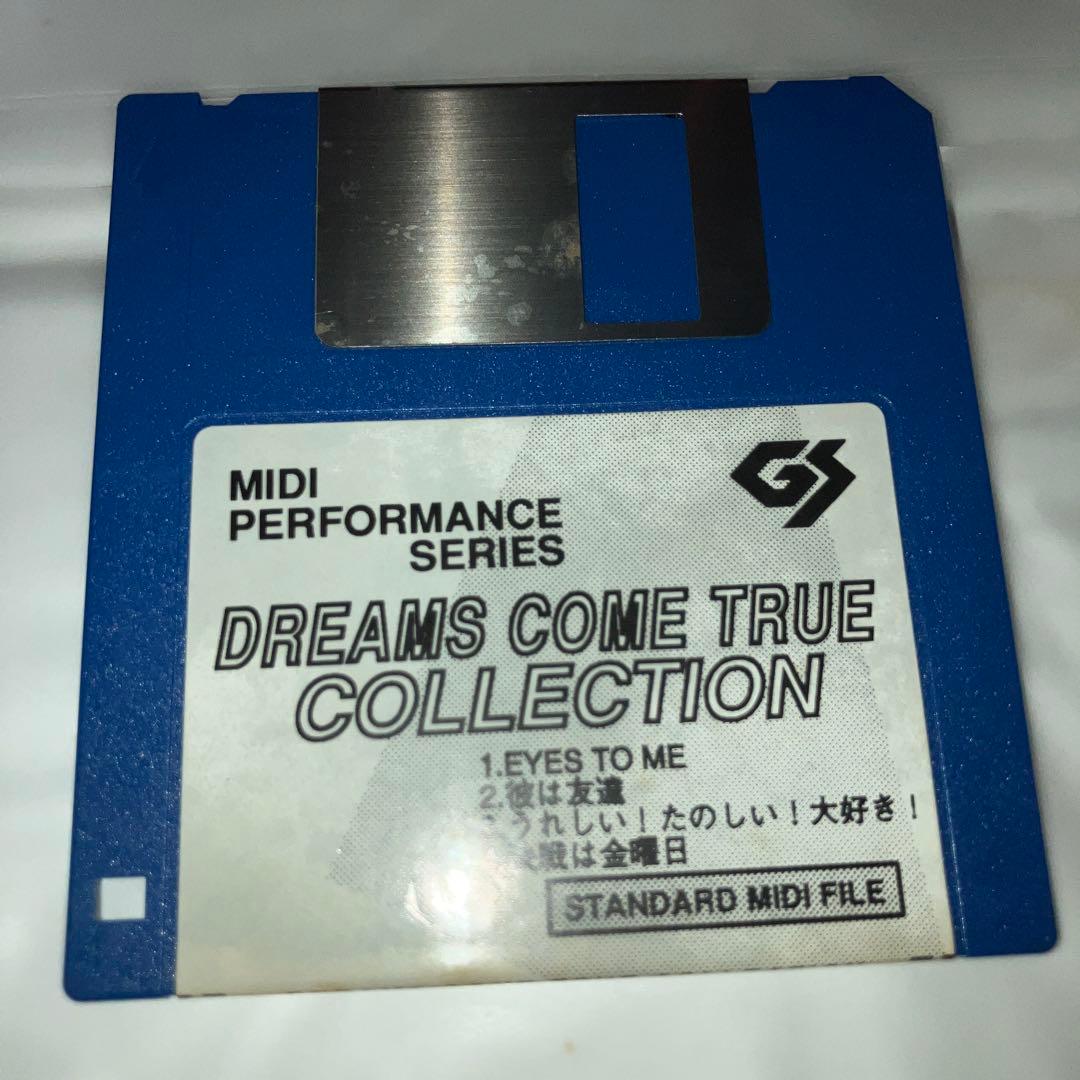 MIDI
PERFORMANCE
SERIES
GS
DREAMS COME TRUE
COLLECTION
1.EYES TO ME
2.彼は友達
うれしい！たのしい！大好き！
戦は金曜日
STANDARD MIDI FILE